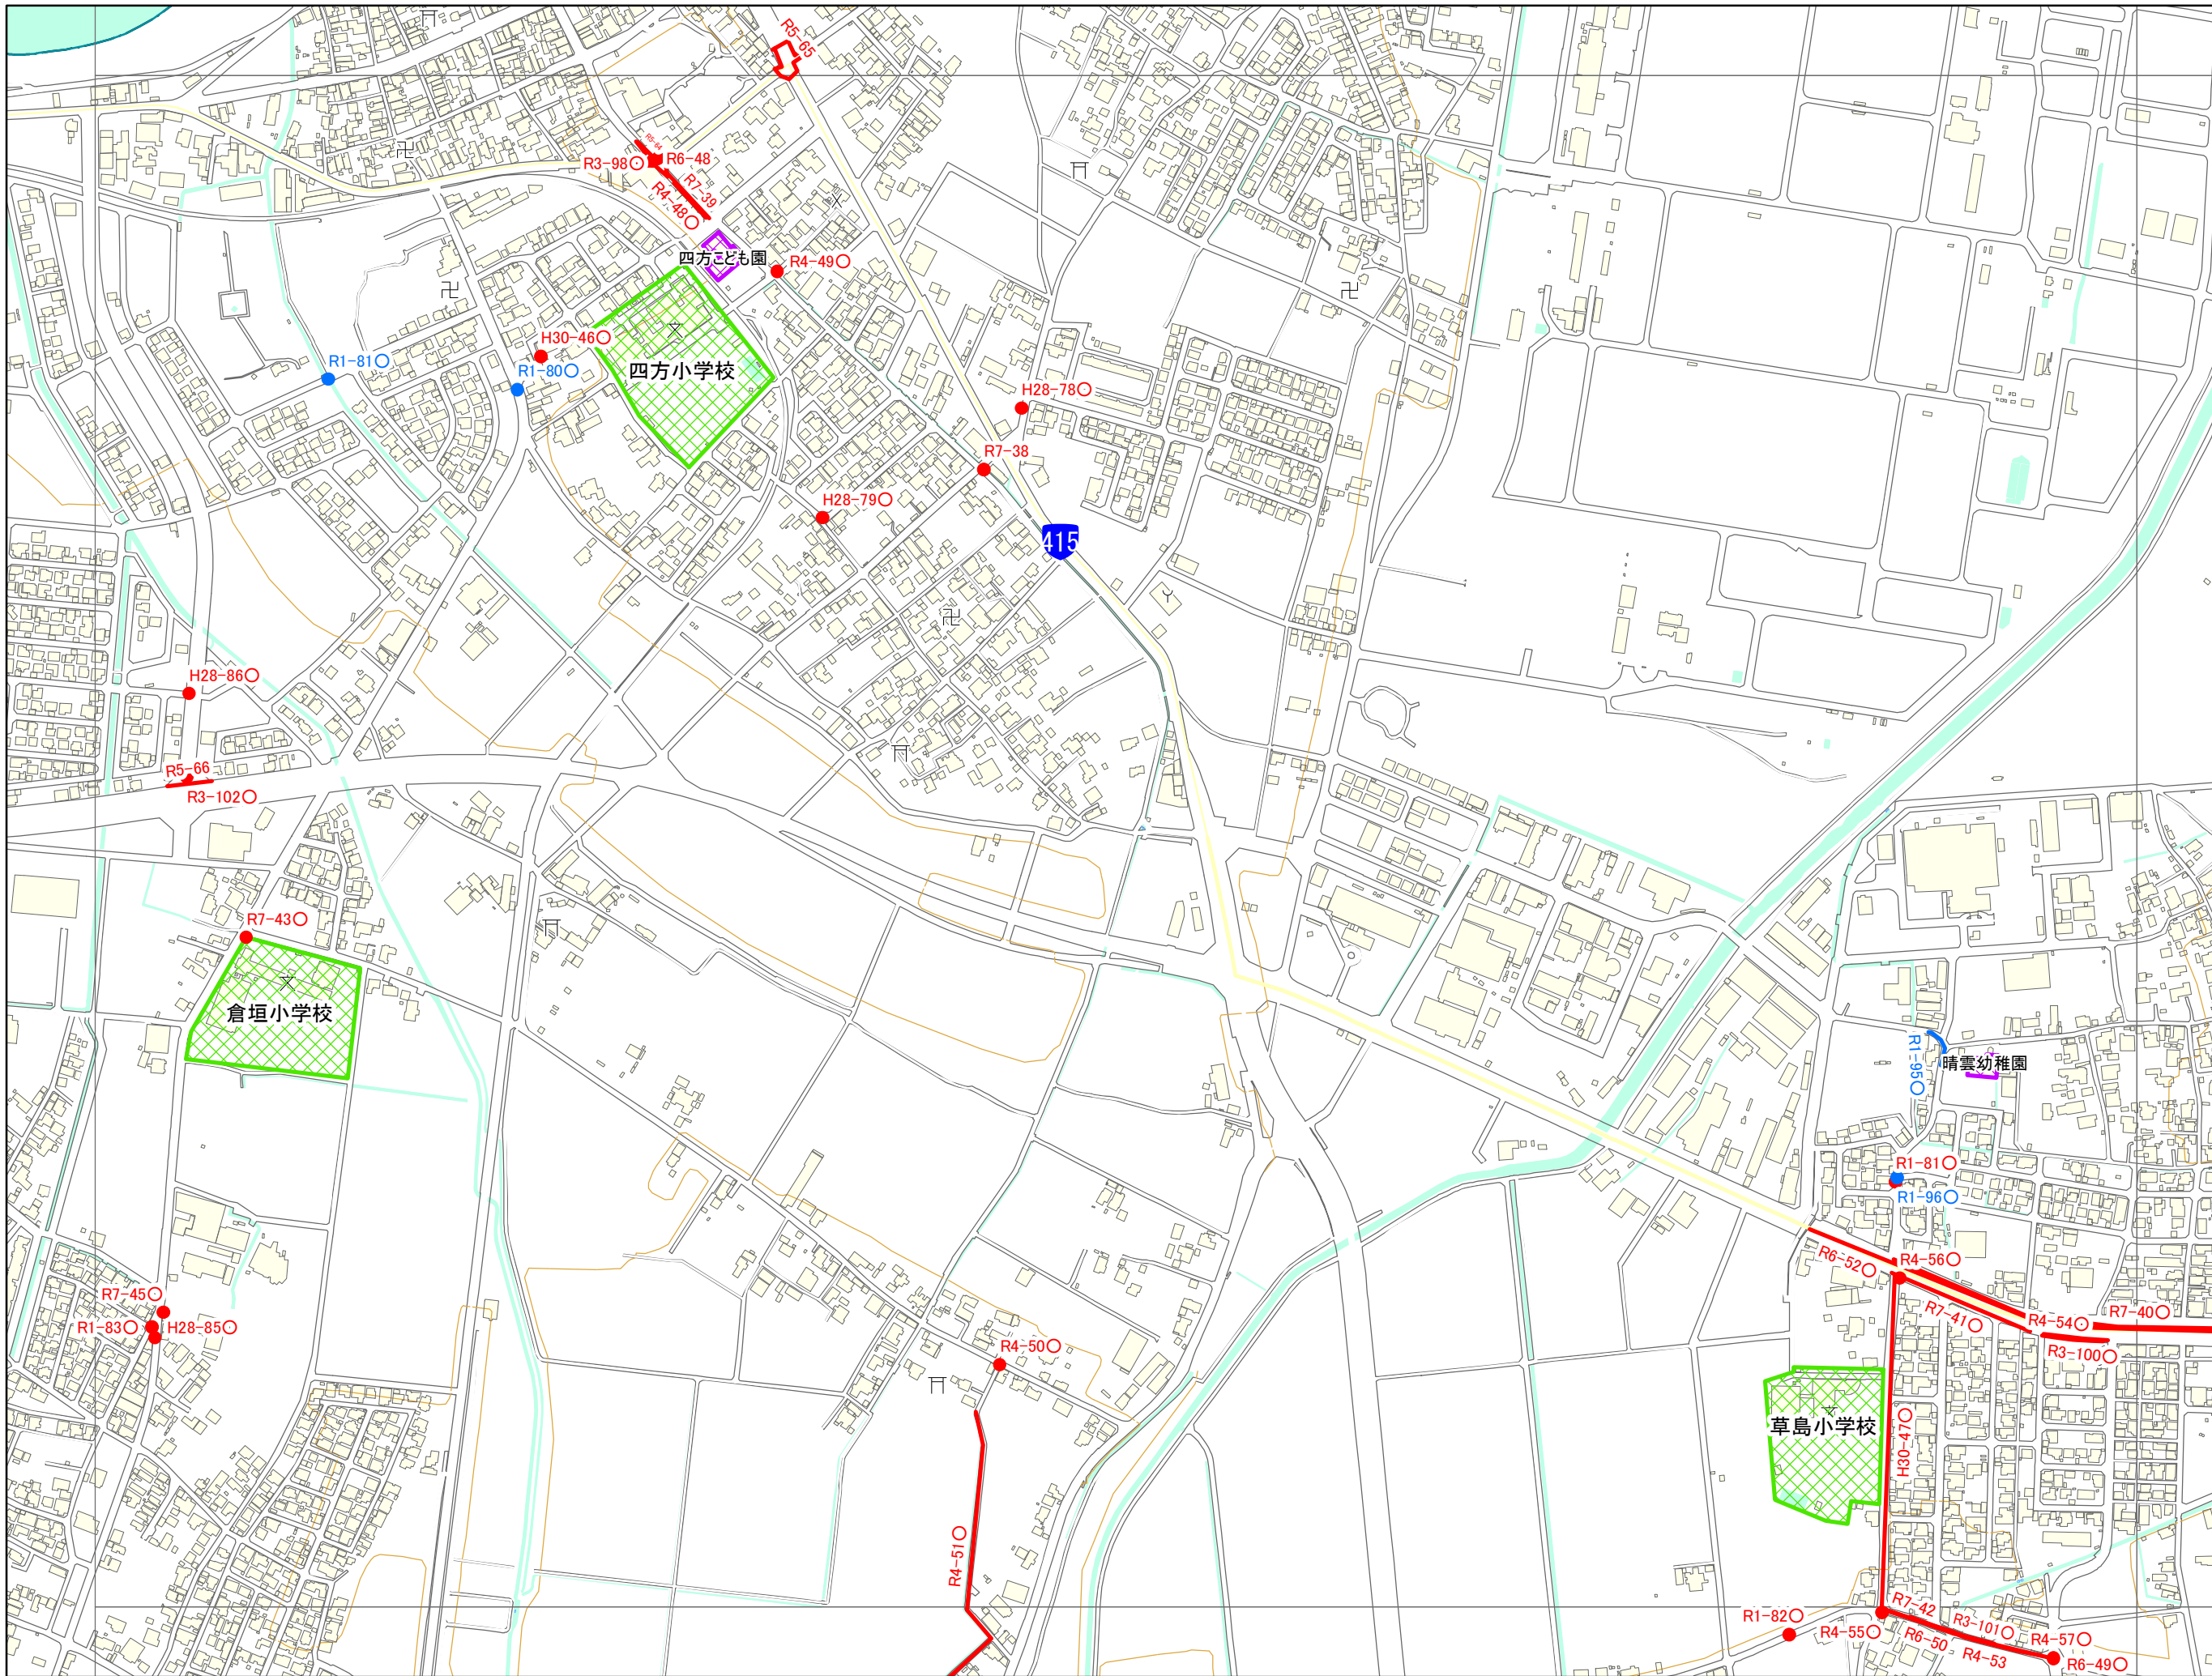 R5-65
R5-64
R3-98○
R6-48
R7-39
R4-48○
四方こども園
R4-49○
H30-46○
R1-81○
R1-80○
四方小学校
H28-78○
R7-38
H28-79○
415
H28-86○
R5-66
R3-102○
R7-43○
文
倉垣小学校
R1-95○
晴雲幼稚園
R1-81○
R1-96○
R6-52○
R4-56○
R7-45○
R1-83○
H28-85○
R7-41○
R4-54○
R7-40○
R3-100○
R4-50○
草島小学校
H30-47○
R4-51○
R1-82○
R4-55○
R7-42
R6-50
R3-101○
R4-53
R4-57○
R6-49○